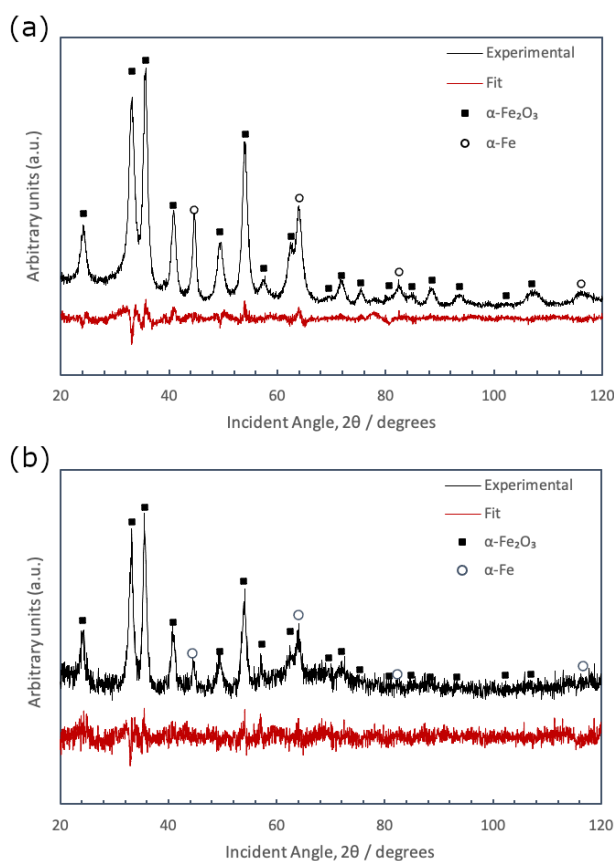 (a)
Experimental
Fit
α-Fe₂O₃
α-Fe
Arbitrary units (a.u.)
20 40 60 80 100 120
Incident Angle, 2θ / degrees
(b)
Experimental
Fit
α-Fe₂O₃
α-Fe
Arbitrary units (a.u.)
20 40 60 80 100 120
Incident Angle, 2θ / degrees